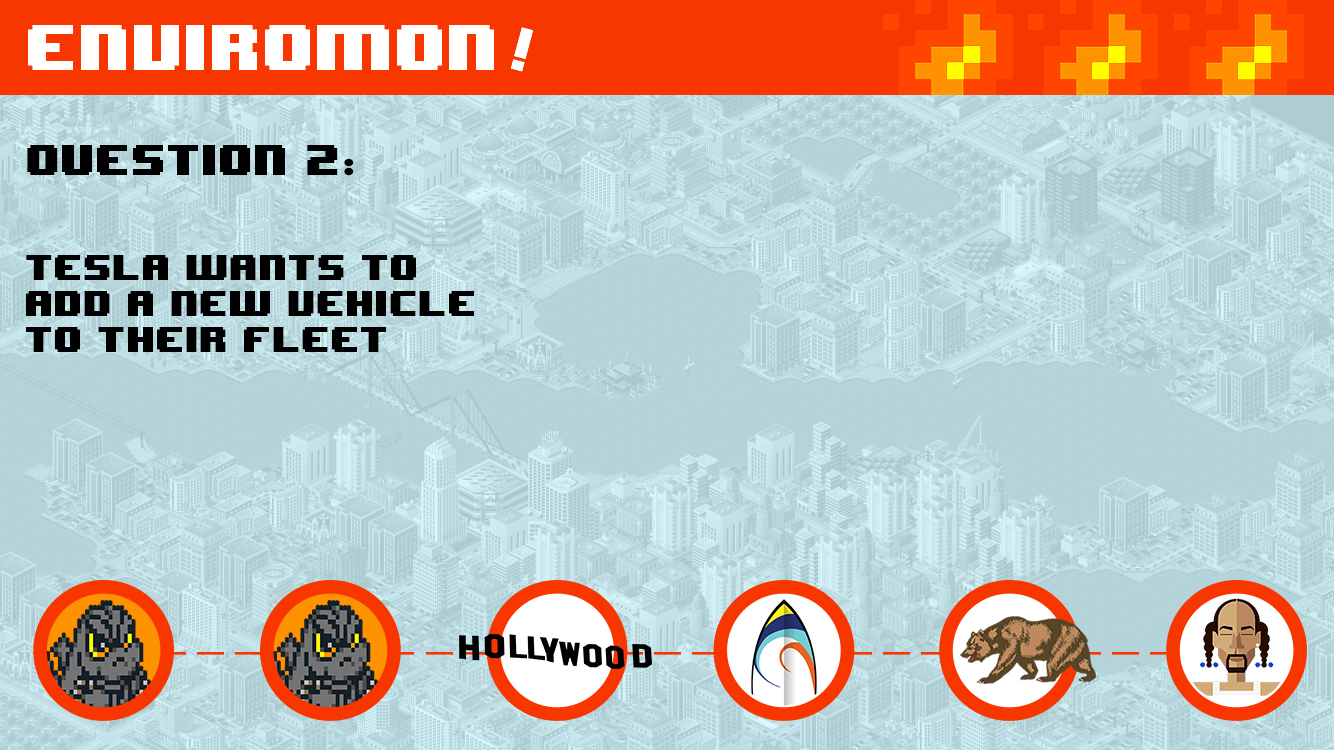 ENVIROMON!
QUESTION 2:
TESLA WANTS TO
ADD A NEW VEHICLE
TO THEIR FLEET
HOLLYWOOD